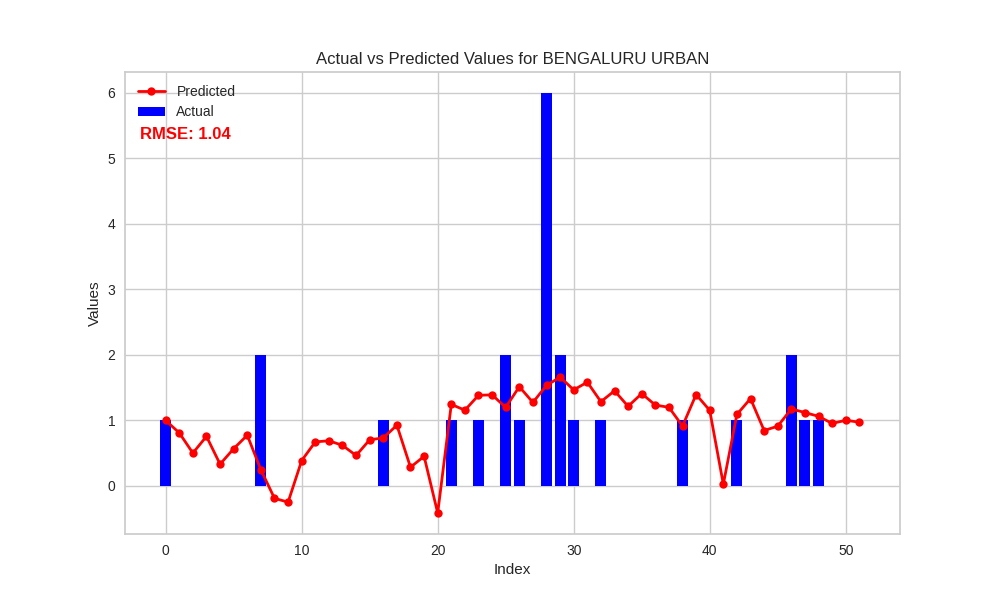 Actual vs Predicted Values for BENGALURU URBAN
Predicted
Actual
RMSE: 1.04
6
5
4
3
2
1
0
Values
0 10 20 30 40 50
Index